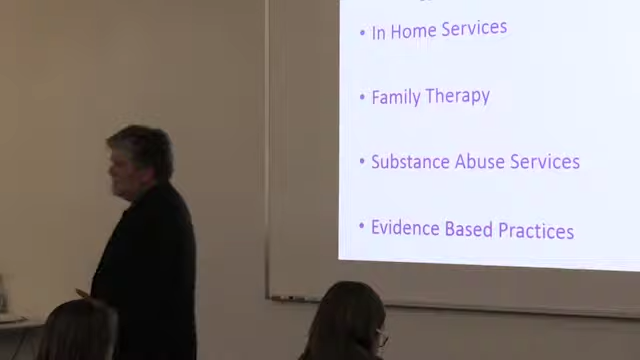 • In Home Services
• Family Therapy
• Substance Abuse Services
• Evidence Based Practices